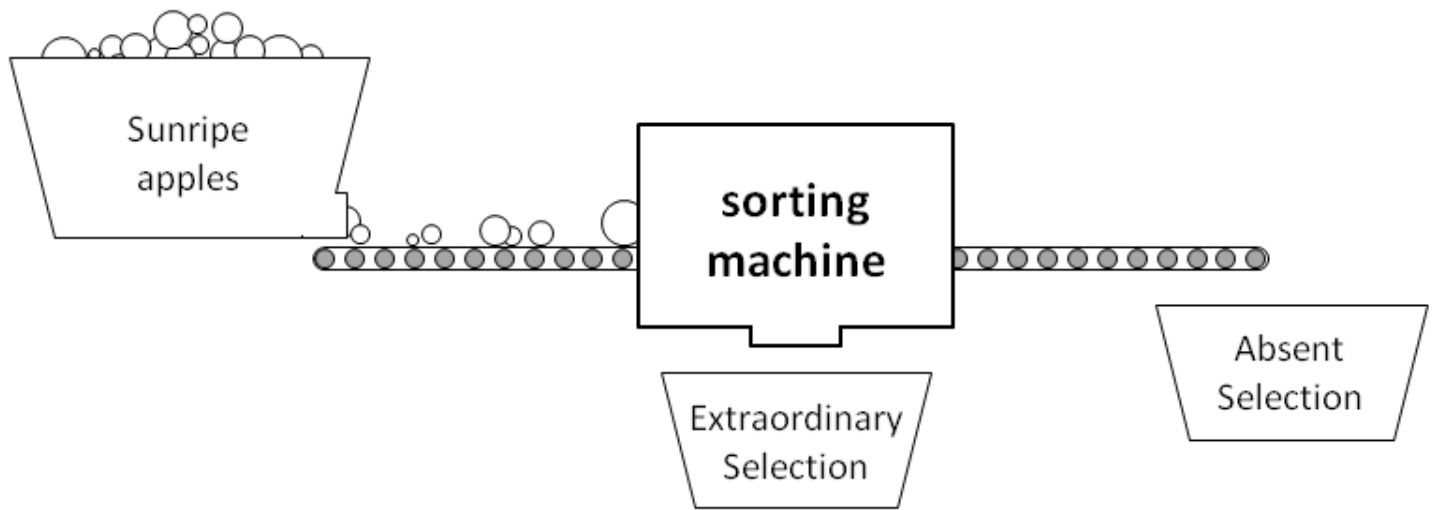 Sunripe
apples
sorting
machine
Extraordinary
Selection
Absent
Selection